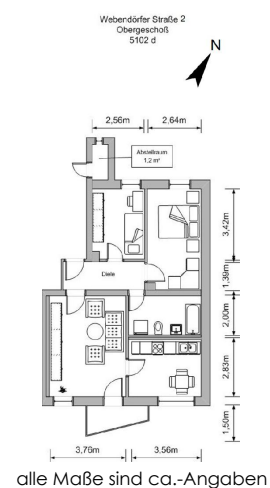 Webendörfer Straße 2
Obergeschoß
5102 d
N
2,56m
2,64m
Abstellraum
1,2 m²
3,42m
Diele
1,39m
2,00m
2,83m
1,50m
3,76m
3,56m
alle Maße sind ca.-Angaben